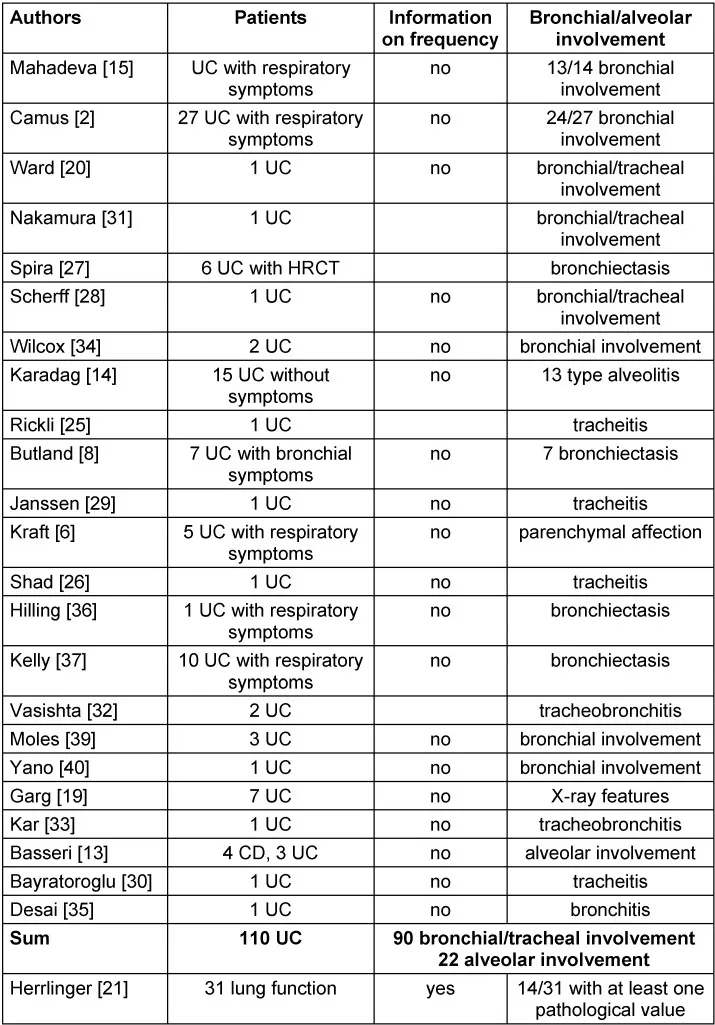 Authors Patients Information on frequency Bronchial/alveolar involvement
Mahadeva [15] UC with respiratory symptoms no 13/14 bronchial involvement
Camus [2] 27 UC with respiratory symptoms no 24/27 bronchial involvement
Ward [20] 1 UC no bronchial/tracheal involvement
Nakamura [31] 1 UC bronchial/tracheal involvement
Spira [27] 6 UC with HRCT bronchiectasis
Scherff [28] 1 UC no bronchial/tracheal involvement
Wilcox [34] 2 UC no bronchial involvement
Karadag [14] 15 UC without symptoms no 13 type alveolitis
Rickli [25] 1 UC tracheitis
Butland [8] 7 UC with bronchial symptoms no 7 bronchiectasis
Janssen [29] 1 UC no tracheitis
Kraft [6] 5 UC with respiratory symptoms no parenchymal affection
Shad [26] 1 UC no tracheitis
Hilling [36] 1 UC with respiratory symptoms no bronchiectasis
Kelly [37] 10 UC with respiratory symptoms no bronchiectasis
Vasishta [32] 2 UC tracheobronchitis
Moles [39] 3 UC no bronchial involvement
Yano [40] 1 UC no bronchial involvement
Garg [19] 7 UC no X-ray features
Kar [33] 1 UC no tracheobronchitis
Basseri [13] 4 CD, 3 UC no alveolar involvement
Bayratoroglu [30] 1 UC no tracheitis
Desai [35] 1 UC no bronchitis
Sum 110 UC 90 bronchial/tracheal involvement
22 alveolar involvement
Herrlinger [21] 31 lung function yes 14/31 with at least one pathological value